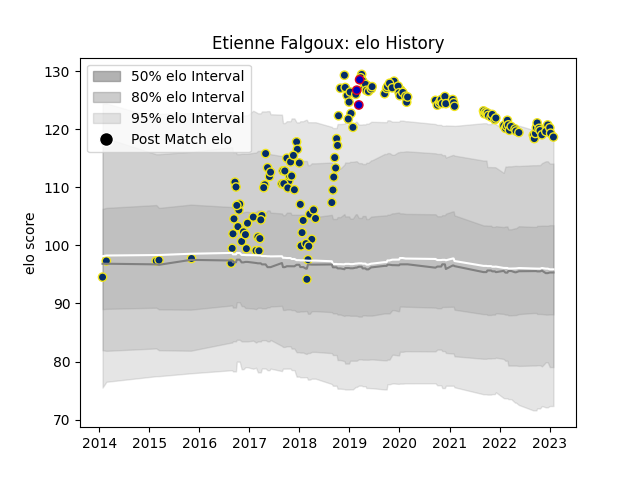 Etienne Falgoux: elo History
50% elo Interval
80% elo Interval
95% elo Interval
Post Match elo
elo score
130
120
110
100
90
80
70
2014 2015 2016 2017 2018 2019 2020 2021 2022 2023